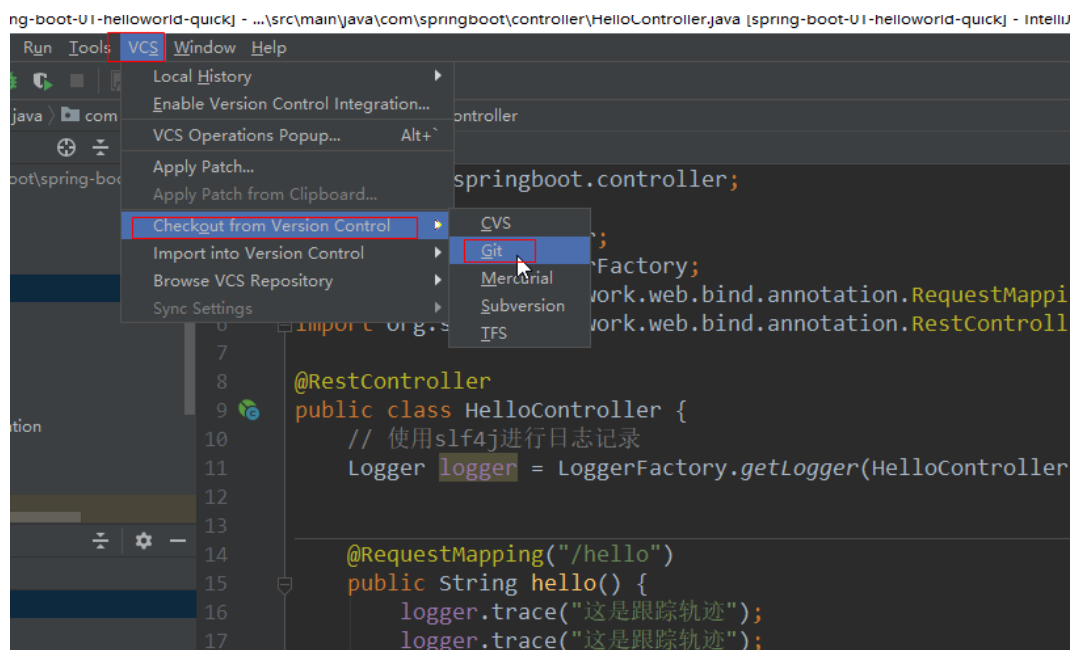 ng-boot-01-helloworld-quick] - ...\src\main\java\com\springboot\controller\HelloController.java [spring-boot-01-helloworld-quick] - IntelliJ
Run Tools VCS Window Help
Local History
Enable Version Control Integration...
java com ontroller
VCS Operations Popup... Alt+`
Apply Patch...
oot\spring-boo springboot.controller;
Apply Patch from Clipboard...
Checkout from Version Control CVS
r;
Import into Version Control Git
rFactory;
Browse VCS Repository Mercurial
work.web.bind.annotation.RequestMappi
Sync Settings Subversion
6 import org.s work.web.bind.annotation.RestControll
TFS
7
8 @RestController
9 public class HelloController {
ation
10 // 使用slf4j进行日志记录
11 Logger logger = LoggerFactory.getLogger(HelloController
12
13
14 @RequestMapping("/hello")
15 public String hello() {
16 logger.trace("这是跟踪轨迹");
17 logger.trace("这是跟踪轨迹");